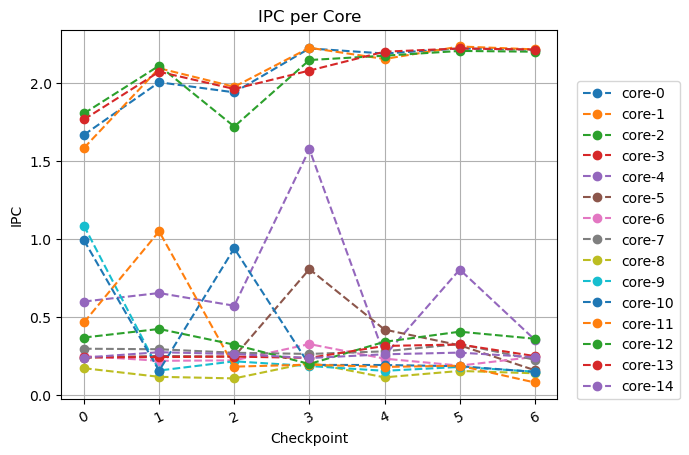 IPC per Core
IPC
2.0
1.5
1.0
0.5
0.0
0
1
2
3
4
5
6
Checkpoint
core-0
core-1
core-2
core-3
core-4
core-5
core-6
core-7
core-8
core-9
core-10
core-11
core-12
core-13
core-14